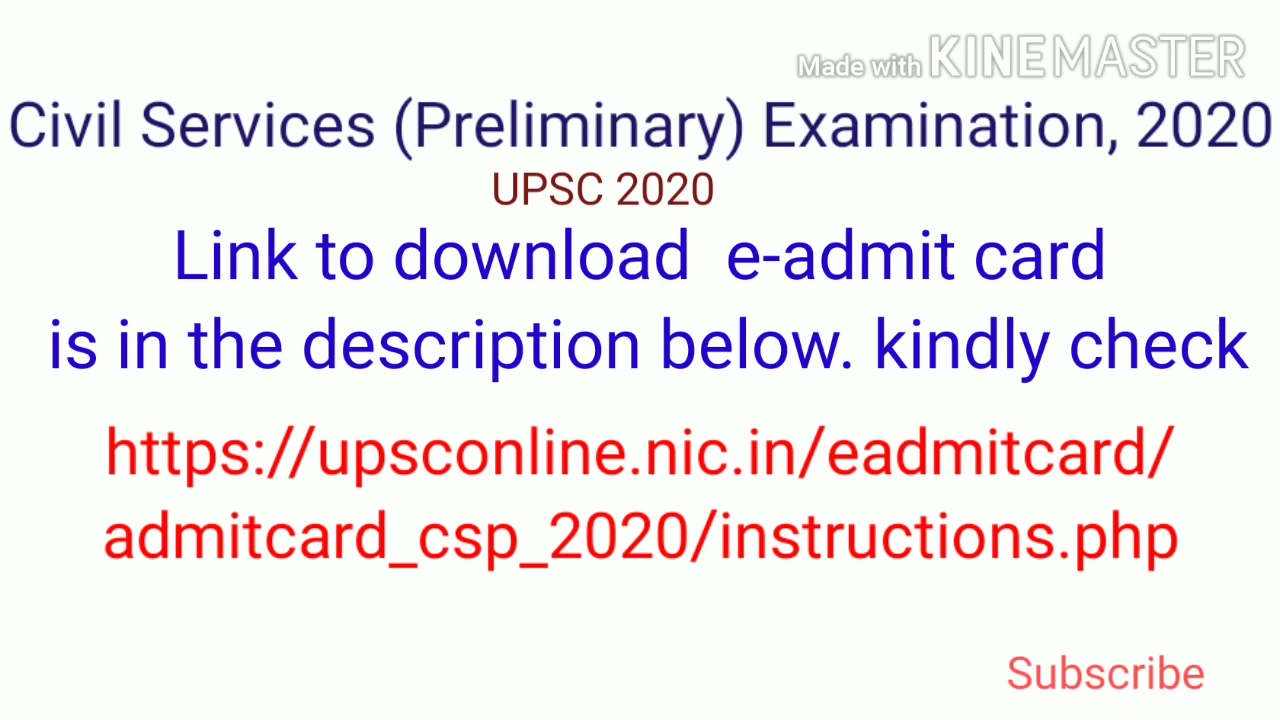 Made with KINEMASTER
Civil Services (Preliminary) Examination, 2020
UPSC 2020
Link to download e-admit card
is in the description below. kindly check
https://upsconline.nic.in/eadmitcard/
admitcard_csp_2020/instructions.php
Subscribe